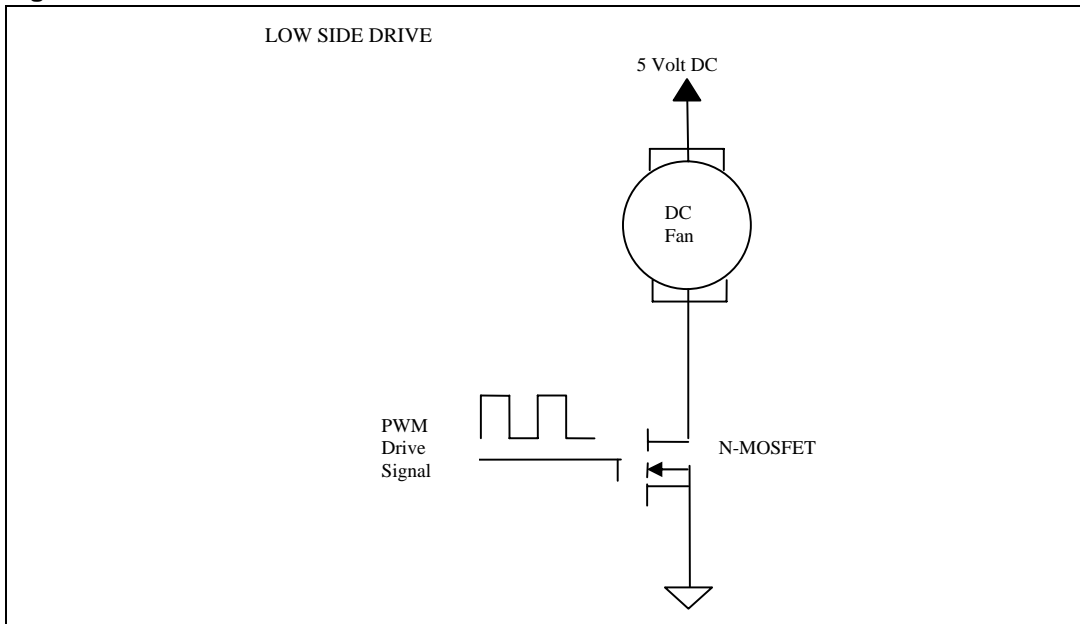 LOW SIDE DRIVE
5 Volt DC
DC
Fan
PWM
Drive
Signal
N-MOSFET